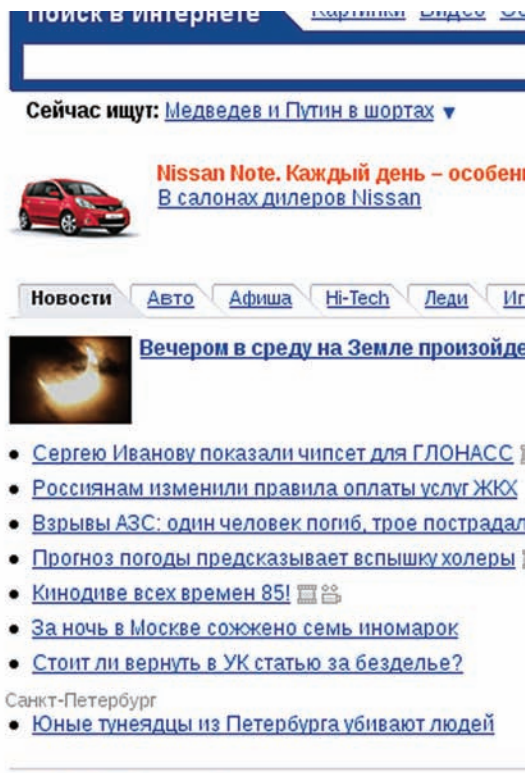 Поиск в Интернете Картинки Видео
Сейчас ищут: Медведев и Путин в шортах ▼
Nissan Note. Каждый день – особенн
В салонах дилеров Nissan
Новости Авто Афиша Hi-Tech Леди Иг
Вечером в среду на Земле произойде
• Сергею Иванову показали чипсет для ГЛОНАСС
• Россиянам изменили правила оплаты услуг ЖКХ
• Взрывы АЗС: один человек погиб, трое пострадал
• Прогноз погоды предсказывает вспышку холеры
• Кинодиве всех времен 85!
• За ночь в Москве сожжено семь иномарок
• Стоит ли вернуть в УК статью за безделье?
Санкт-Петербург
• Юные тунеядцы из Петербурга убивают людей